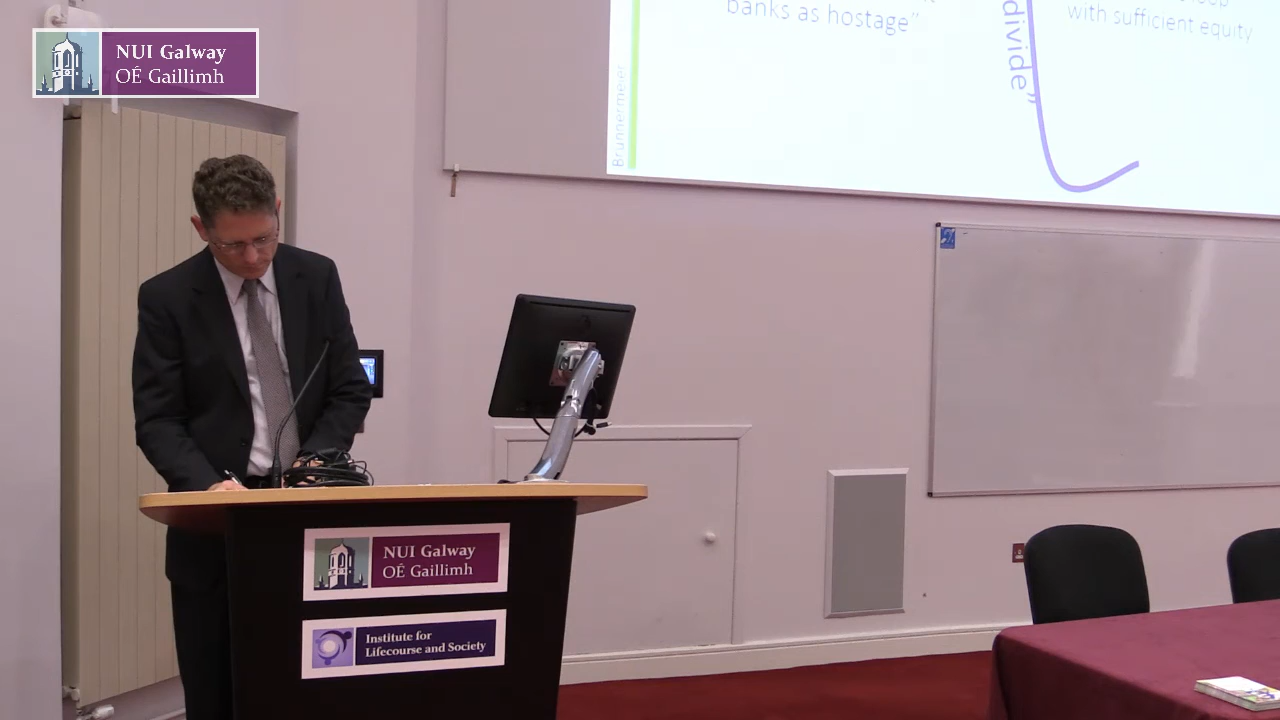 NUI Galway
OÉ Gaillimh
banks as hostage"
divide"
with sufficient equity
Brunnermeier
NUI Galway
OÉ Gaillimh
Institute for
Lifecourse and Society